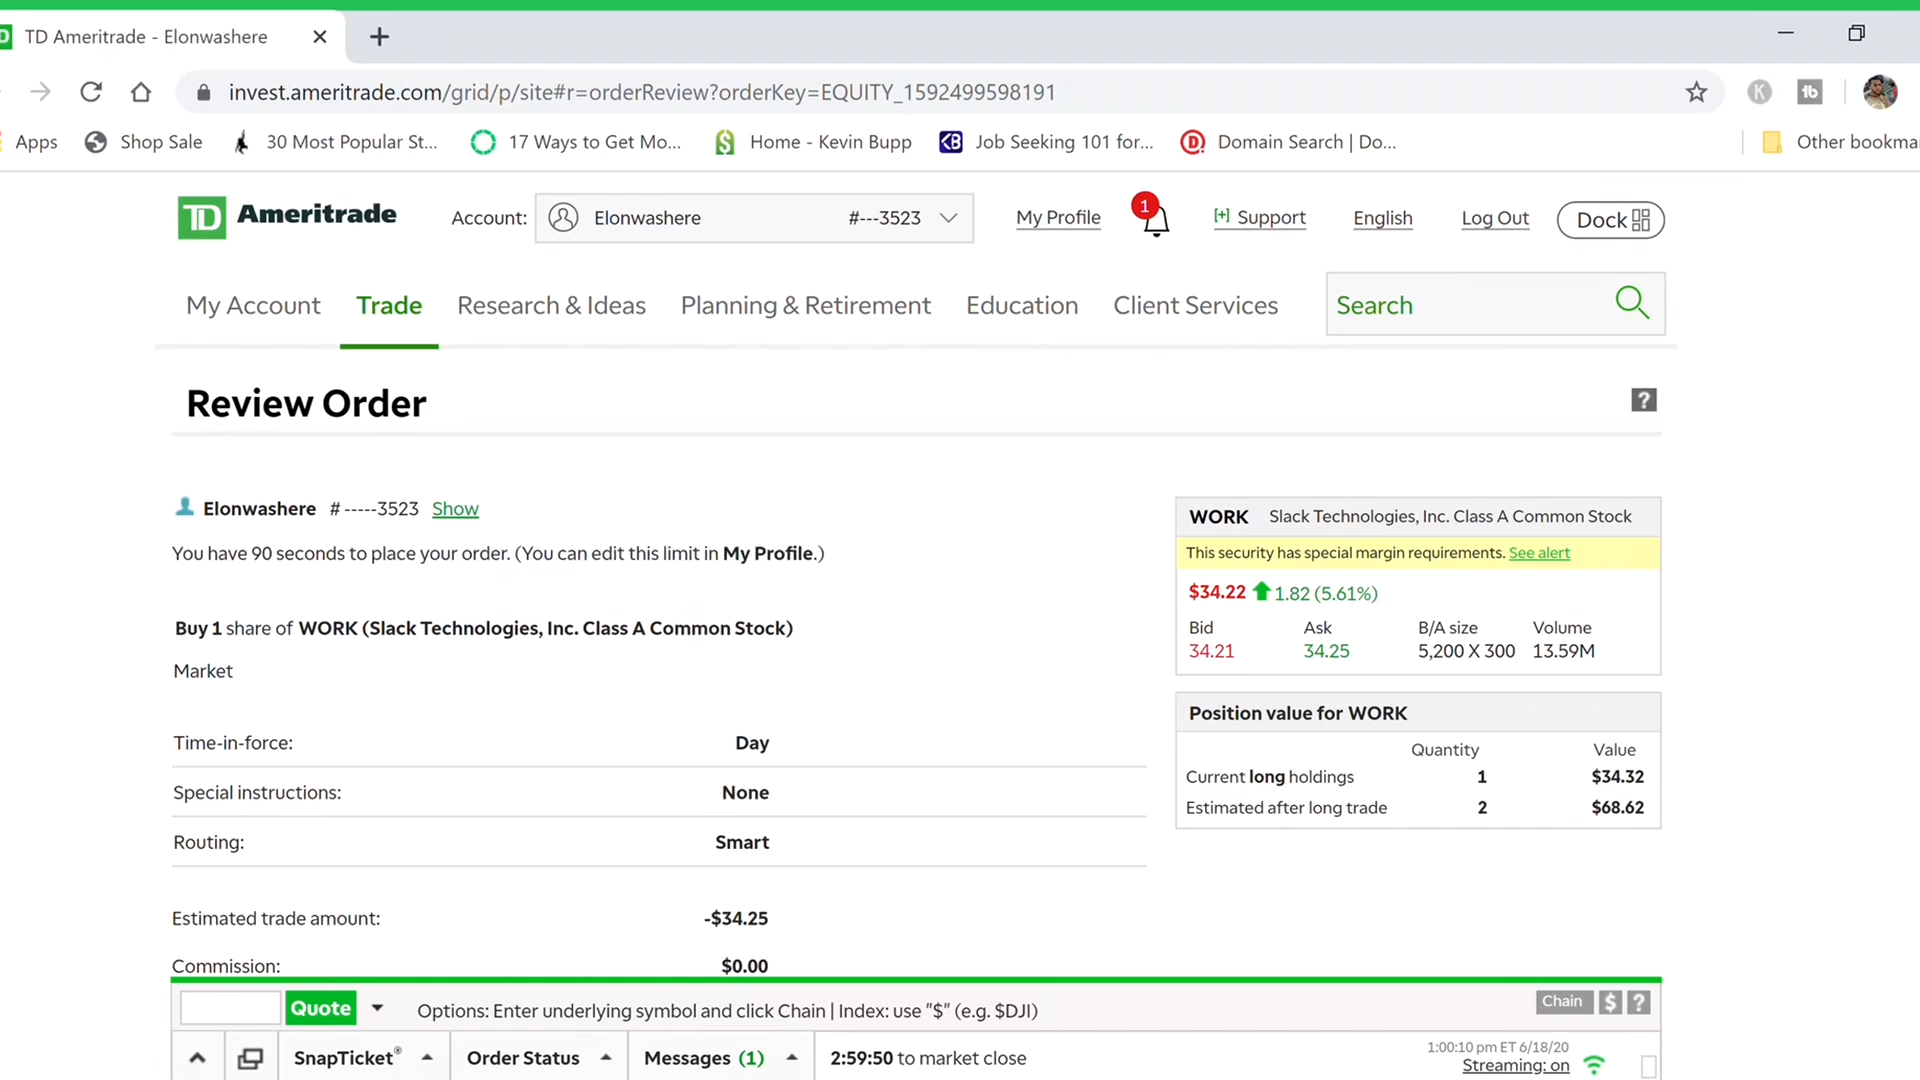 TD Ameritrade - Elonwashere
invest.ameritrade.com/grid/p/site#r=orderReview?orderKey=EQUITY_1592499598191
K
tb
Apps
Shop Sale
30 Most Popular St...
17 Ways to Get Mo...
Home - Kevin Bupp
Job Seeking 101 for...
Domain Search | Do...
Other bookma
TD Ameritrade
Account:
Elonwashere
#---3523
My Profile
1
[+] Support
English
Log Out
Dock
My Account
Trade
Research & Ideas
Planning & Retirement
Education
Client Services
Search
Review Order
?
Elonwashere # -----3523 Show
You have 90 seconds to place your order. (You can edit this limit in My Profile.)
Buy 1 share of WORK (Slack Technologies, Inc. Class A Common Stock)
Market
Time-in-force: Day
Special instructions: None
Routing: Smart
Estimated trade amount: -$34.25
Commission: $0.00
WORK Slack Technologies, Inc. Class A Common Stock
This security has special margin requirements. See alert
$34.22 1.82 (5.61%)
Bid Ask B/A size Volume
34.21 34.25 5,200 X 300 13.59M
Position value for WORK
Quantity Value
Current long holdings 1 $34.32
Estimated after long trade 2 $68.62
Quote
Options: Enter underlying symbol and click Chain | Index: use "$" (e.g. $DJI)
Chain $ ?
SnapTicket®
Order Status
Messages (1)
2:59:50 to market close
1:00:10 pm ET 6/18/20
Streaming: on